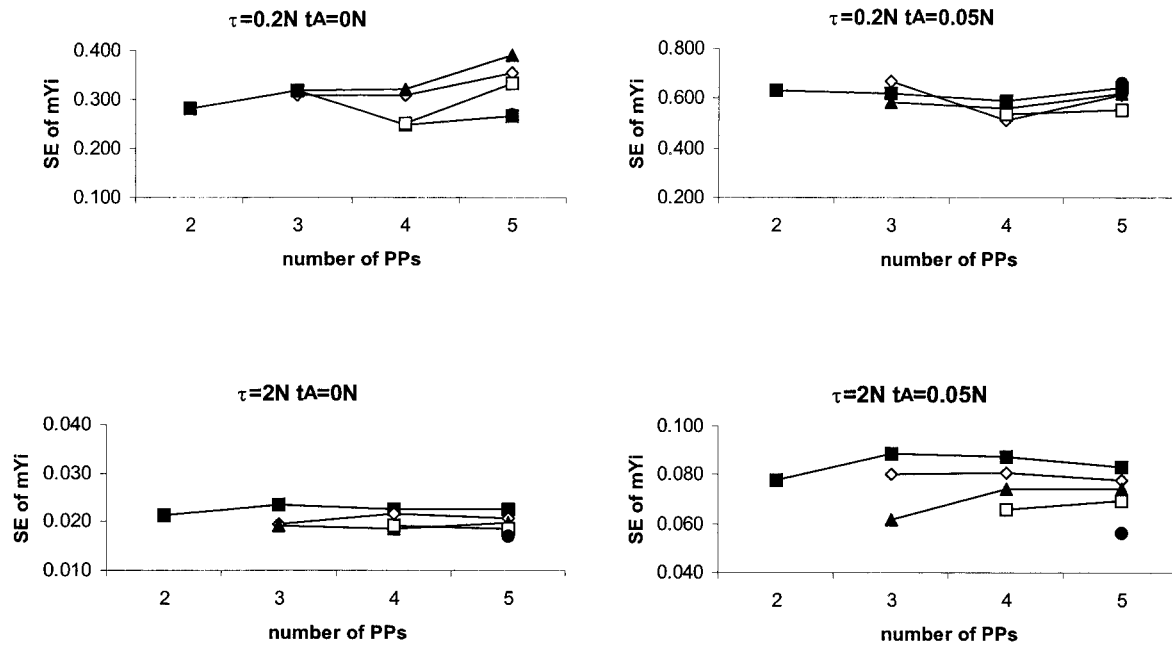 τ=0.2N tA=0N
SE of mYi
0.400
0.300
0.200
0.100
2 3 4 5
number of PPs
τ=0.2N tA=0.05N
SE of mYi
0.800
0.600
0.400
0.200
2 3 4 5
number of PPs
τ=2N tA=0N
SE of mYi
0.040
0.030
0.020
0.010
2 3 4 5
number of PPs
τ=2N tA=0.05N
SE of mYi
0.100
0.080
0.060
0.040
2 3 4 5
number of PPs